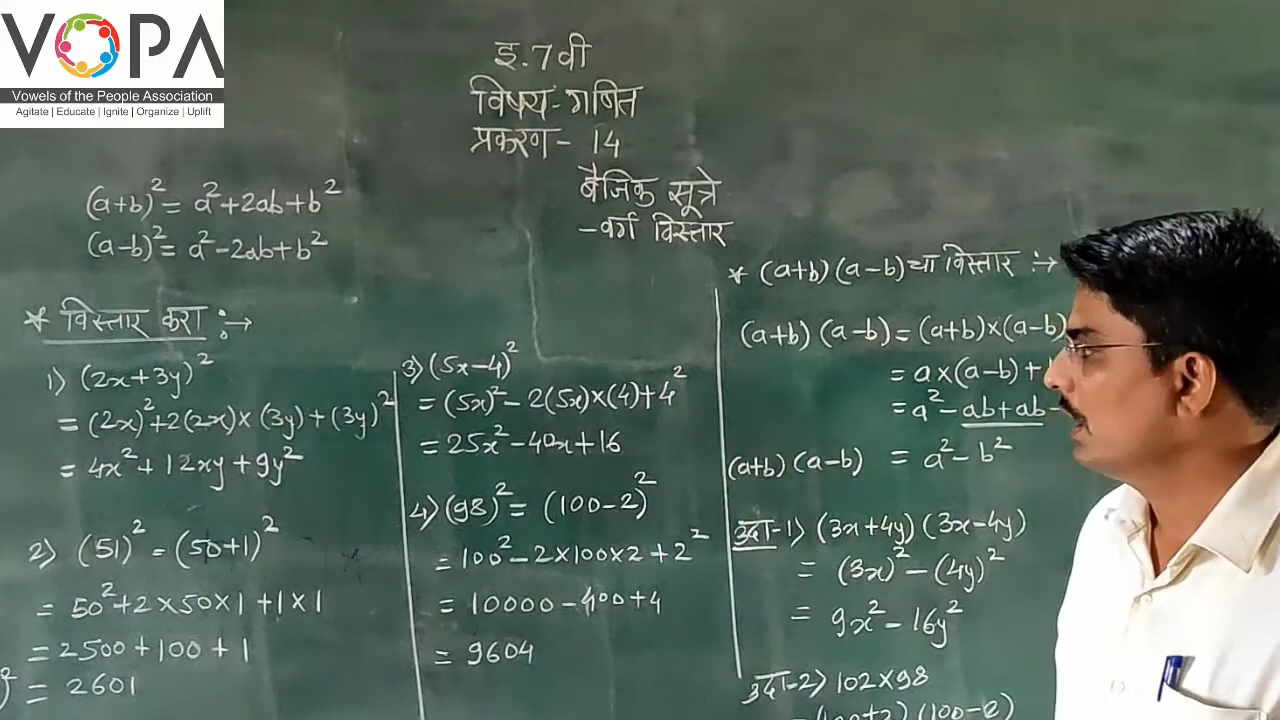 VOPA
Vowels of the People Association
Agitate | Educate | Ignite | Organize | Uplift
इ.7वी
विषय-गणित
प्रकरण- 14
बैजिक सूत्रे
-वर्ग विस्तार
(a+b)² = a²+2ab+b²
(a-b)² = a²-2ab+b²
* विस्तार करा :→
1) (2x+3y)²
= (2x)²+2(2x)×(3y)+(3y)²
= 4x²+12xy+9y²
2) (51)² = (50+1)²
= 50²+2×50×1+1×1
= 2500+100+1
)² = 2601
3) (5x-4)²
= (5x)²-2(5x)×(4)+4²
= 25x²-40x+16
4) (98)² = (100-2)²
= 100²-2×100×2+2²
= 10000-400+4
= 9604
* (a+b)(a-b) चा विस्तार :→
(a+b)(a-b) = (a+b)×(a-b)
= a×(a-b)+
= a²-ab+ab-
(a+b)(a-b) = a²-b²
उदा-1) (3x+4y)(3x-4y)
= (3x)²-(4y)²
= 9x²-16y²
उदा-2) 102×98
(100+2)(100-2)